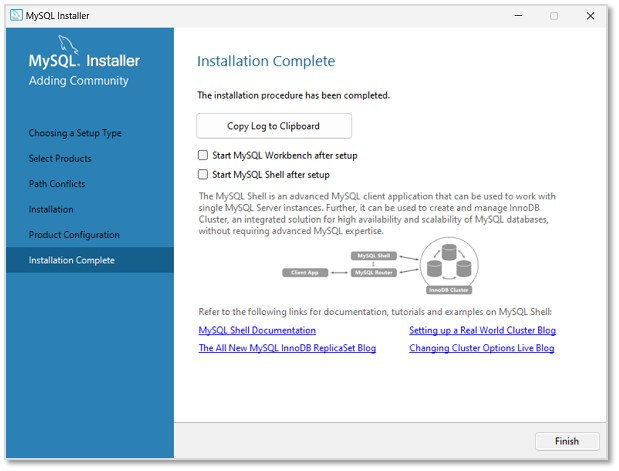 MySQL Installer
MySQL. Installer
Adding Community
Choosing a Setup Type
Select Products
Path Conflicts
Installation
Product Configuration
Installation Complete
Installation Complete
The installation procedure has been completed.
Copy Log to Clipboard
Start MySQL Workbench after setup
Start MySQL Shell after setup
The MySQL Shell is an advanced MySQL client application that can be used to work with
single MySQL Server instances. Further, it can be used to create and manage InnoDB
Cluster, an integrated solution for high availability and scalability of MySQL databases,
without requiring advanced MySQL expertise.
MySQL Shell
Client App
MySQL Router
InnoDB Cluster
Refer to the following links for documentation, tutorials and examples on MySQL Shell:
MySQL Shell Documentation
Setting up a Real World Cluster Blog
The All New MySQL InnoDB ReplicaSet Blog
Changing Cluster Options Live Blog
Finish